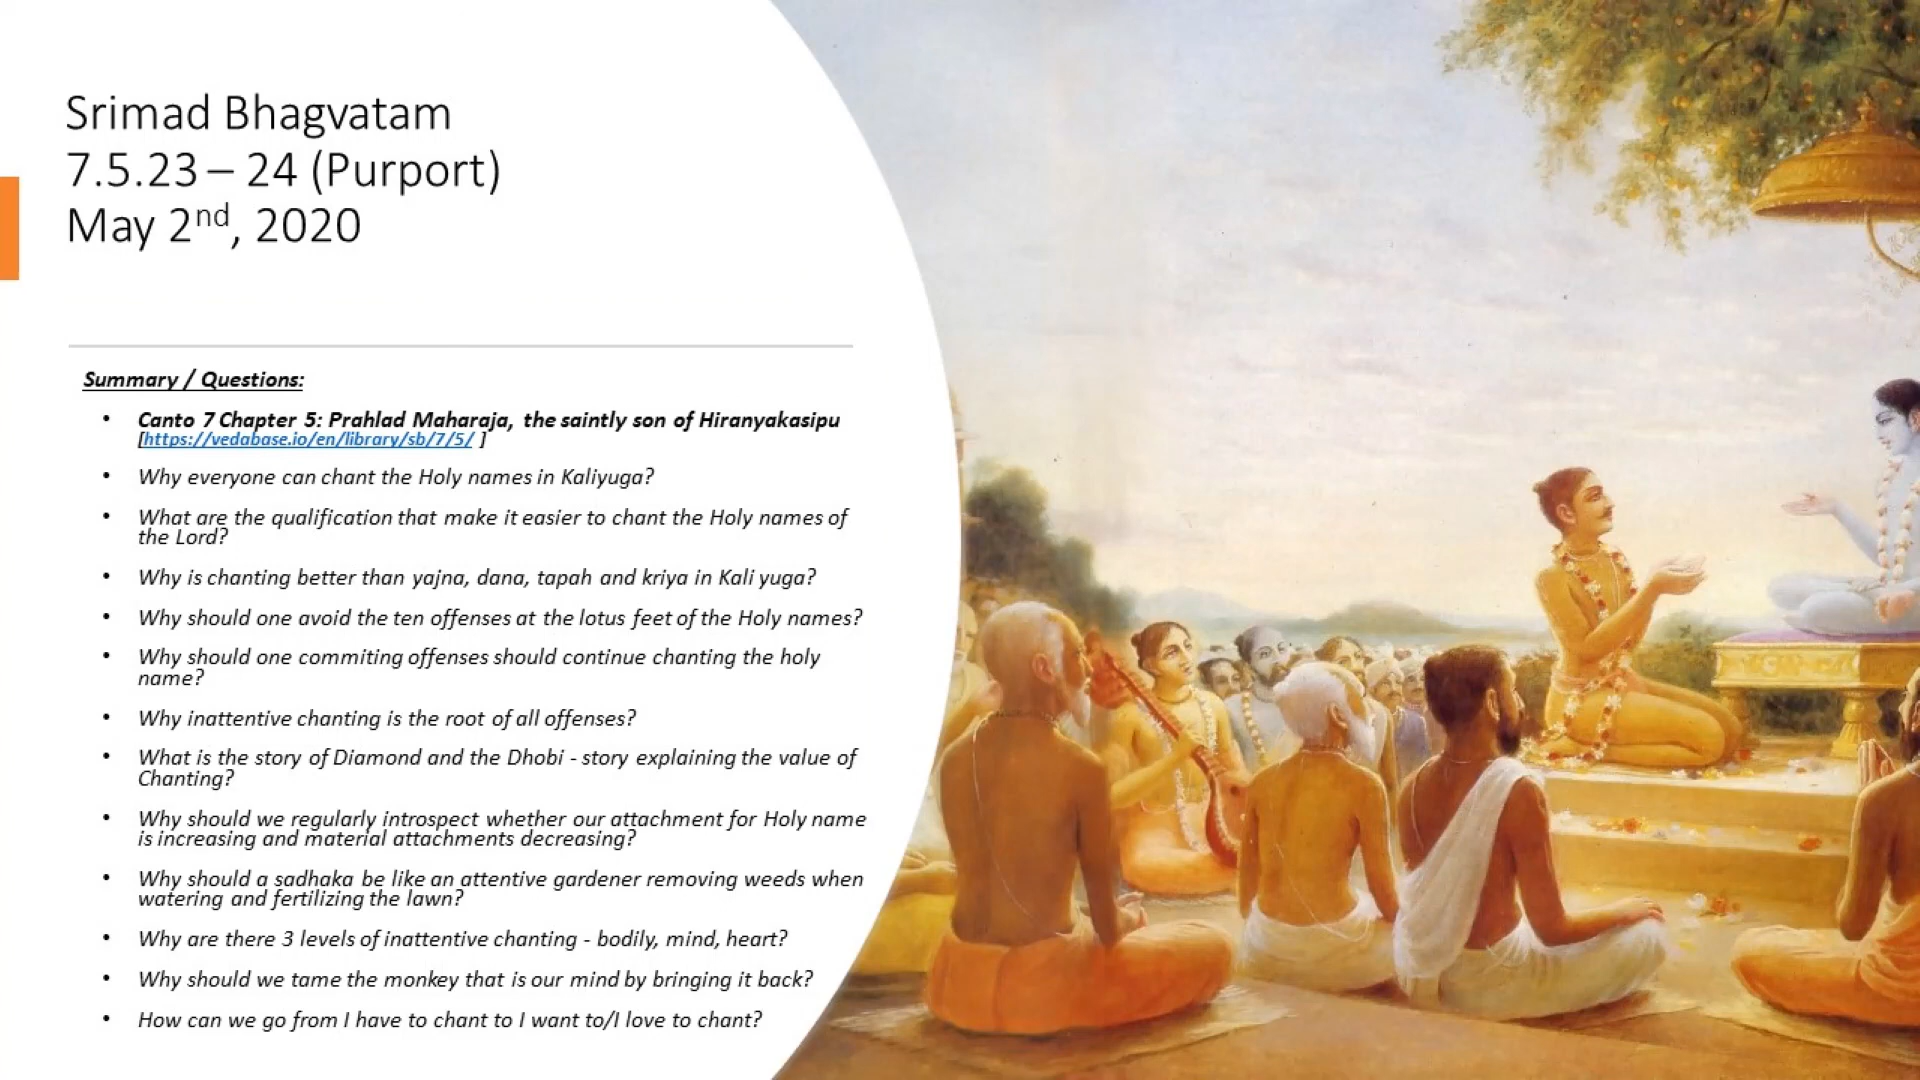 Srimad Bhagvatam
7.5.23 – 24 (Purport)
May 2nd, 2020
Summary / Questions:
• Canto 7 Chapter 5: Prahlad Maharaja, the saintly son of Hiranyakasipu
[https://vedabase.io/en/library/sb/7/5/ ]
• Why everyone can chant the Holy names in Kaliyuga?
• What are the qualification that make it easier to chant the Holy names of
the Lord?
• Why is chanting better than yajna, dana, tapah and kriya in Kali yuga?
• Why should one avoid the ten offenses at the lotus feet of the Holy names?
• Why should one commiting offenses should continue chanting the holy
name?
• Why inattentive chanting is the root of all offenses?
• What is the story of Diamond and the Dhobi - story explaining the value of
Chanting?
• Why should we regularly introspect whether our attachment for Holy name
is increasing and material attachments decreasing?
• Why should a sadhaka be like an attentive gardener removing weeds when
watering and fertilizing the lawn?
• Why are there 3 levels of inattentive chanting - bodily, mind, heart?
• Why should we tame the monkey that is our mind by bringing it back?
• How can we go from I have to chant to I want to/I love to chant?